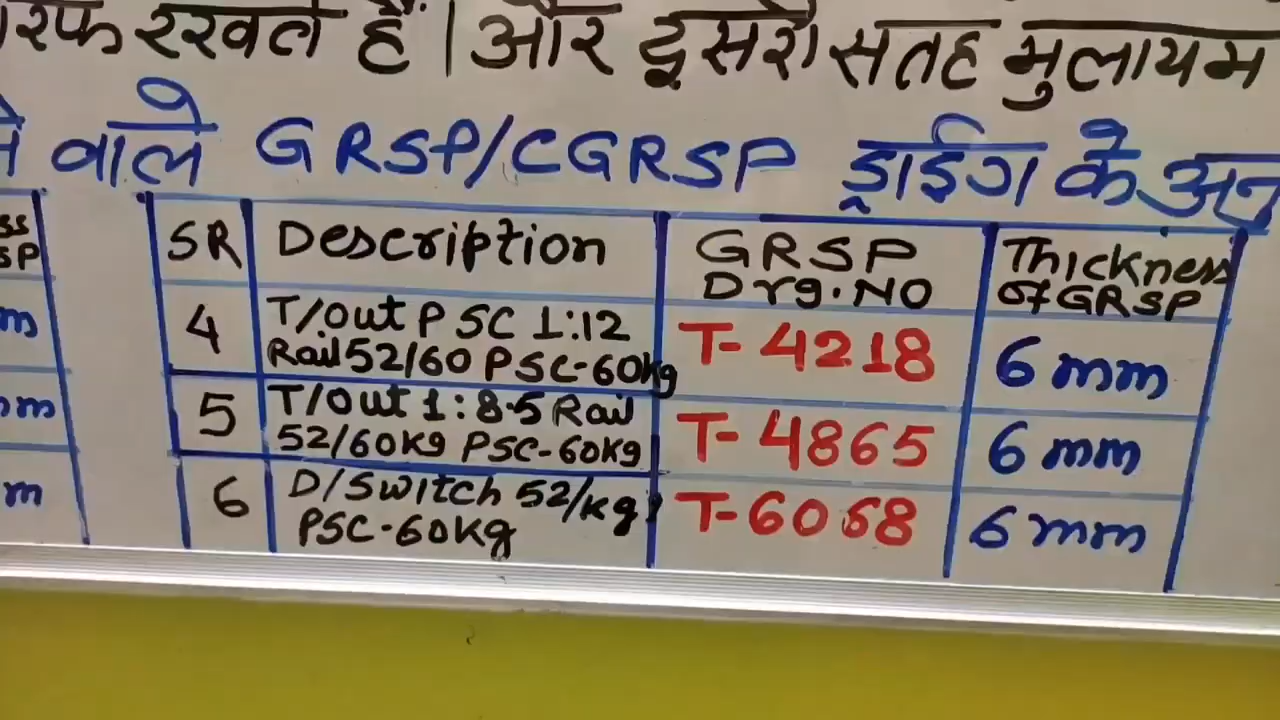 रफ रखते हैं। और दूसरी सतह मुलायम
वाले GRSP/CGRSP ड्राईंग के अनु
SR Description GRSP Drg.NO Thickness of GRSP
4 T/out PSC 1:12 Rail 52/60 PSC-60kg T-4218 6 mm
5 T/out 1:8.5 Rail 52/60kg PSC-60kg T-4865 6 mm
6 D/Switch 52/kg PSC-60kg T-6068 6 mm